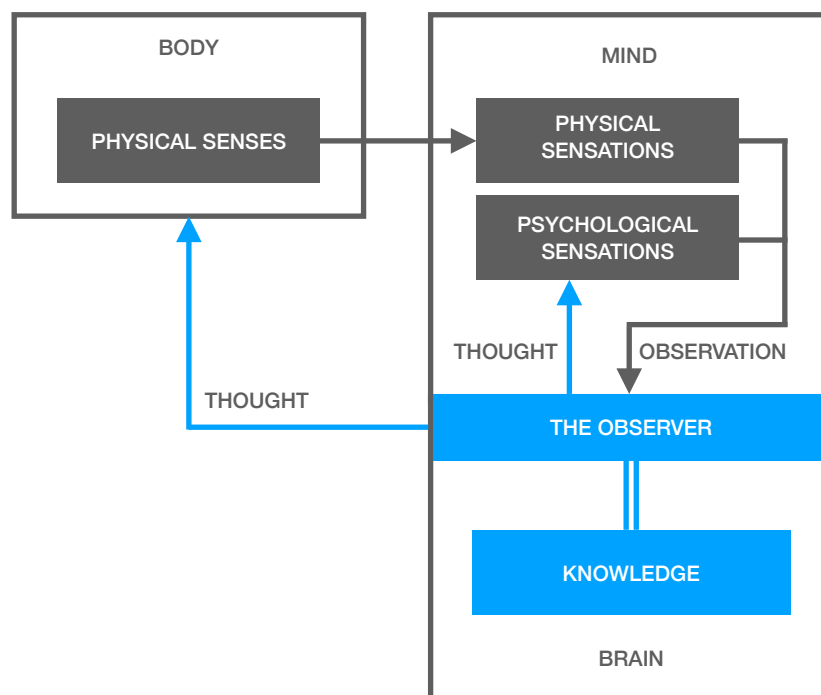 BODY
MIND
PHYSICAL SENSES
PHYSICAL
SENSATIONS
PSYCHOLOGICAL
SENSATIONS
THOUGHT
OBSERVATION
THOUGHT
THE OBSERVER
KNOWLEDGE
BRAIN